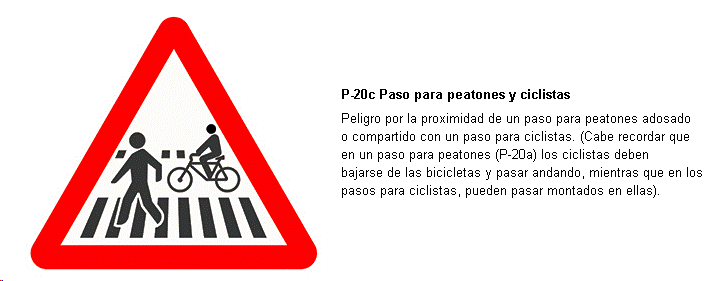 P-20c Paso para peatones y ciclistas
Peligro por la proximidad de un paso para peatones adosado
o compartido con un paso para ciclistas. (Cabe recordar que
en un paso para peatones (P-20a) los ciclistas deben
bajarse de las bicicletas y pasar andando, mientras que en los
pasos para ciclistas, pueden pasar montados en ellas).